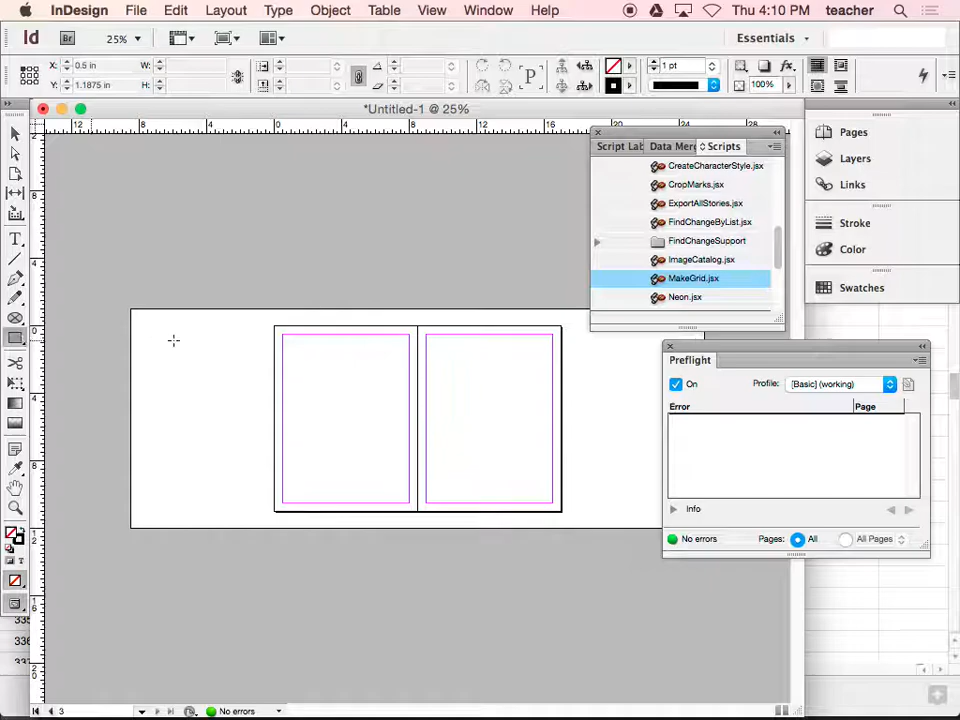 InDesign File Edit Layout Type Object Table View Window Help Thu 4:10 PM teacher
Id Br 25% Essentials
X: 0.5 in W: 1 pt fx.
Y: 1.1875 in H: P 100%
*Untitled-1 @ 25%
12 8 4 0 4 8 12 16 20 24 28
Script Lab Data Merg Scripts
CreateCharacterStyle.jsx
CropMarks.jsx
ExportAllStories.jsx
FindChangeByList.jsx
FindChangeSupport
ImageCatalog.jsx
MakeGrid.jsx
Neon.jsx
Pages
Layers
Links
Stroke
Color
Swatches
Preflight
On Profile: [Basic] (working)
Error Page
Info
No errors Pages: All All Pages
3 No errors